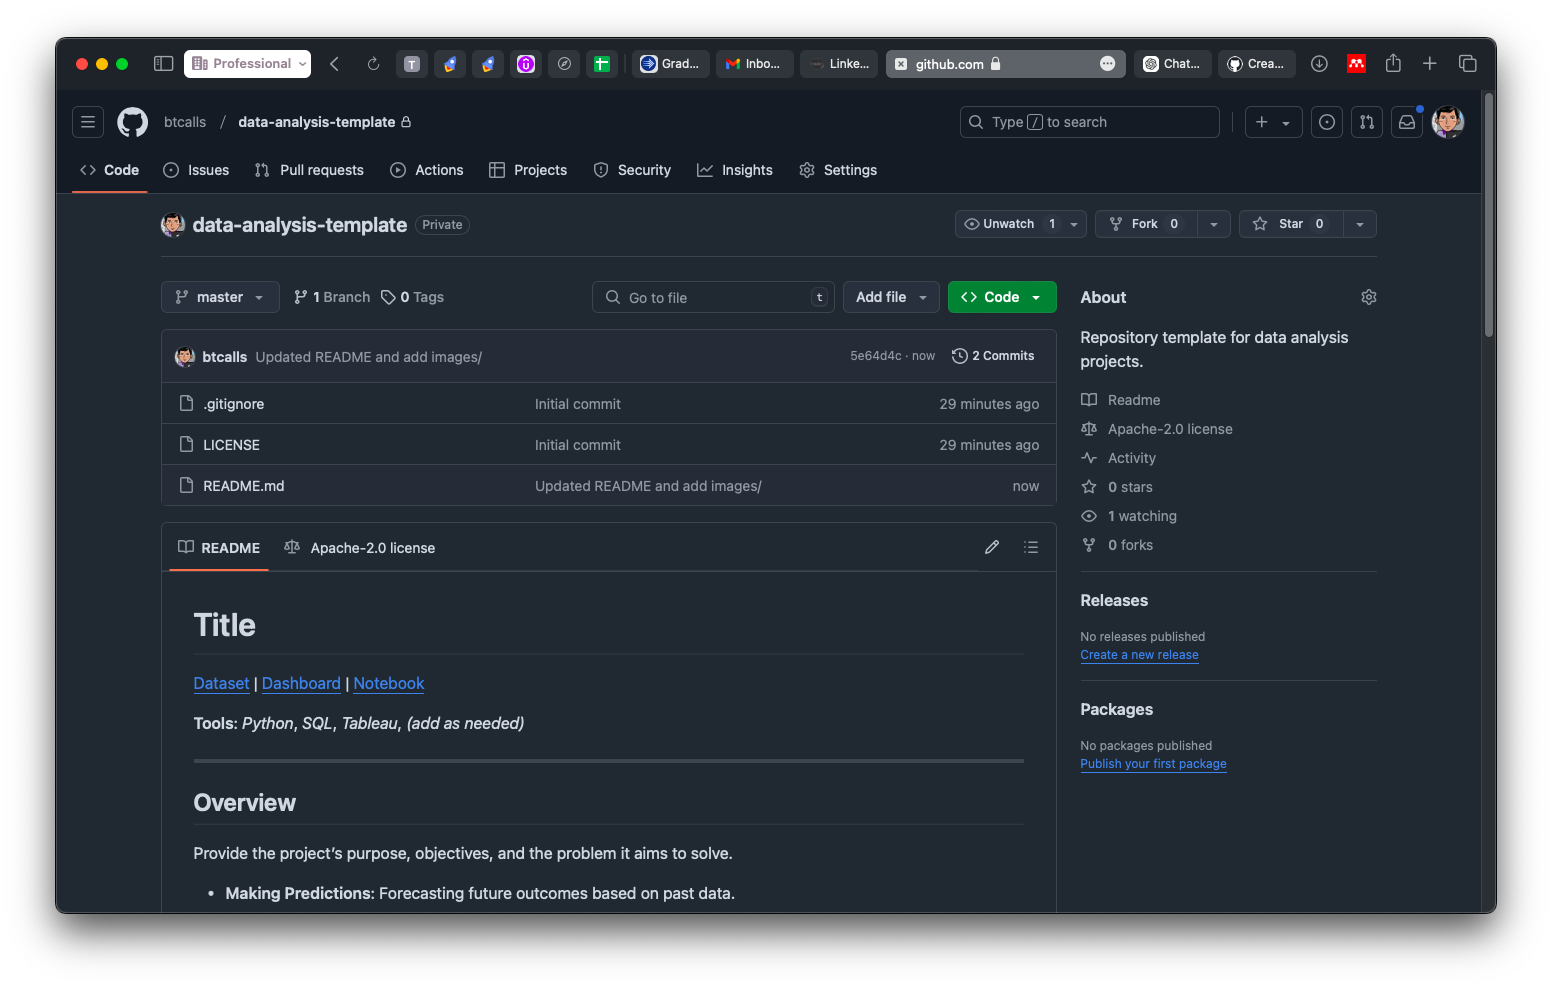 Professional
T
Grad...
Inbo...
Linke...
github.com
Chat...
Crea...
btcalls / data-analysis-template
Type / to search
Code
Issues
Pull requests
Actions
Projects
Security
Insights
Settings
data-analysis-template
Private
Unwatch 1
Fork 0
Star 0
master
1 Branch
0 Tags
Go to file
t
Add file
Code
btcalls Updated README and add images/
5e64d4c · now
2 Commits
.gitignore Initial commit 29 minutes ago
LICENSE Initial commit 29 minutes ago
README.md Updated README and add images/ now
README
Apache-2.0 license
Title
Dataset | Dashboard | Notebook
Tools: Python, SQL, Tableau, (add as needed)
Overview
Provide the project’s purpose, objectives, and the problem it aims to solve.
• Making Predictions: Forecasting future outcomes based on past data.
About
Repository template for data analysis
projects.
Readme
Apache-2.0 license
Activity
0 stars
1 watching
0 forks
Releases
No releases published
Create a new release
Packages
No packages published
Publish your first package